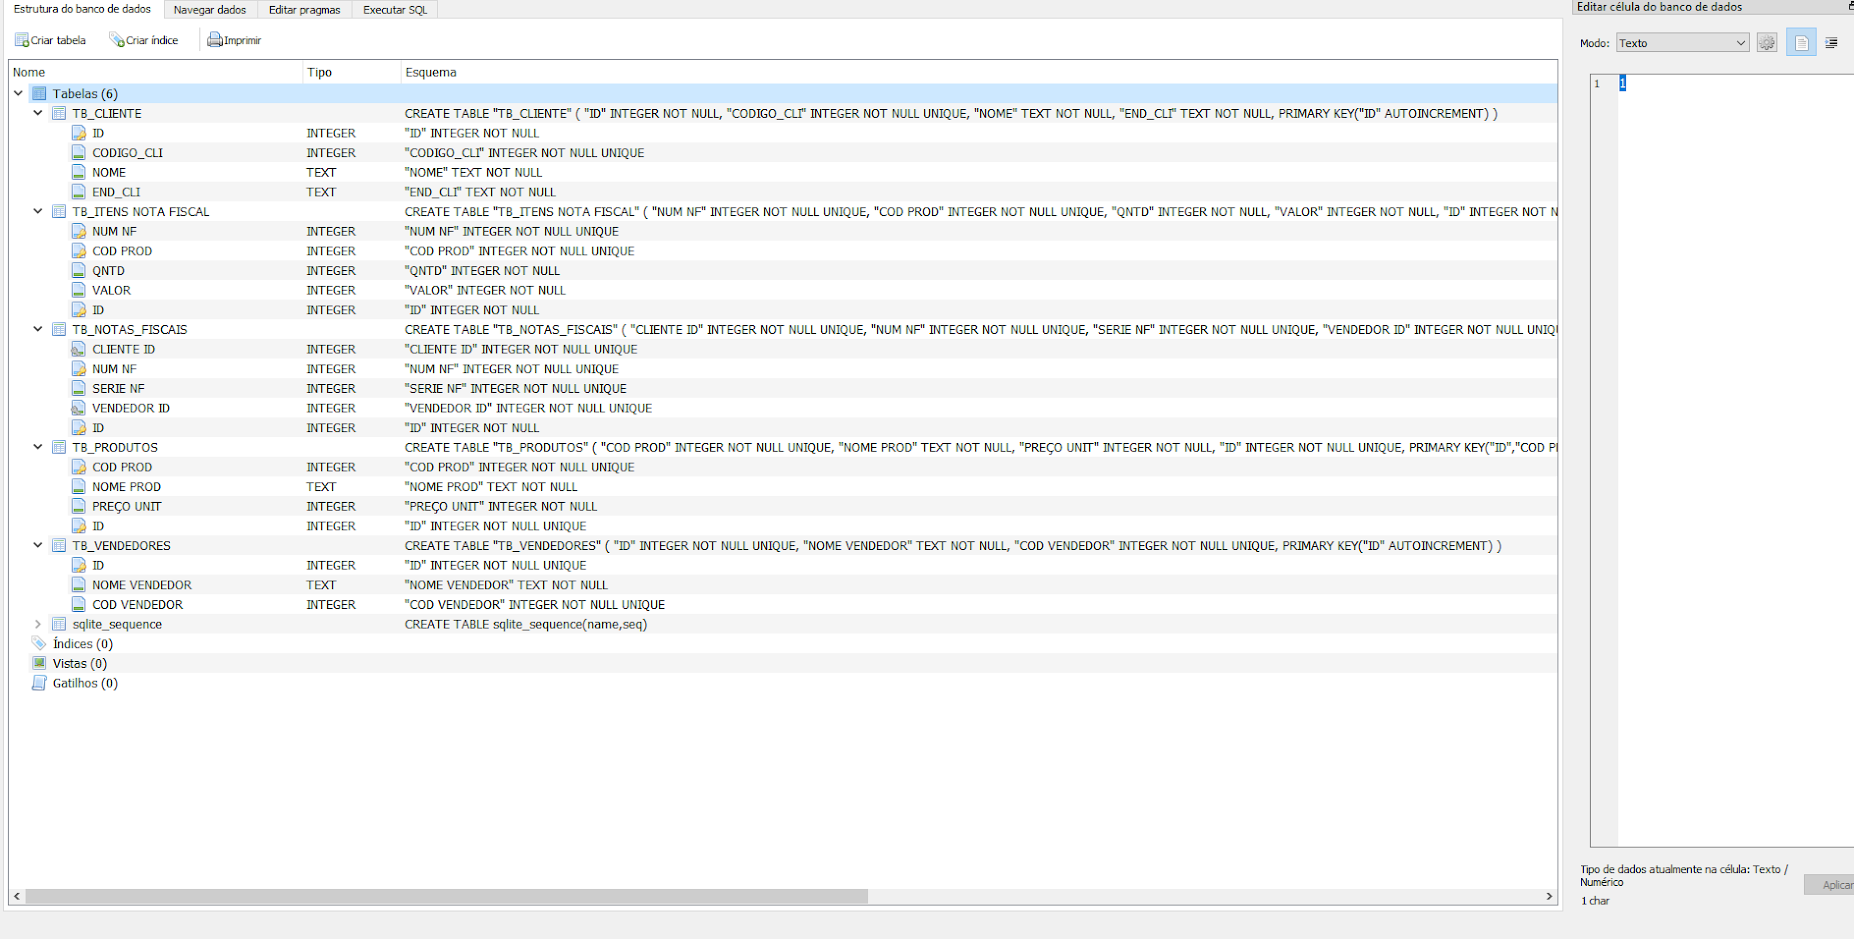 Estrutura do banco de dados Navegar dados Editar pragmas Executar SQL
Editar célula do banco de dados
Criar tabela Criar índice Imprimir
Modo: Texto
Nome Tipo Esquema
1 1
Tabelas (6)
TB_CLIENTE CREATE TABLE "TB_CLIENTE" ( "ID" INTEGER NOT NULL, "CODIGO_CLI" INTEGER NOT NULL UNIQUE, "NOME" TEXT NOT NULL, "END_CLI" TEXT NOT NULL, PRIMARY KEY("ID" AUTOINCREMENT) )
ID INTEGER "ID" INTEGER NOT NULL
CODIGO_CLI INTEGER "CODIGO_CLI" INTEGER NOT NULL UNIQUE
NOME TEXT "NOME" TEXT NOT NULL
END_CLI TEXT "END_CLI" TEXT NOT NULL
TB_ITENS NOTA FISCAL CREATE TABLE "TB_ITENS NOTA FISCAL" ( "NUM NF" INTEGER NOT NULL UNIQUE, "COD PROD" INTEGER NOT NULL UNIQUE, "QNTD" INTEGER NOT NULL, "VALOR" INTEGER NOT NULL, "ID" INTEGER NOT N
NUM NF INTEGER "NUM NF" INTEGER NOT NULL UNIQUE
COD PROD INTEGER "COD PROD" INTEGER NOT NULL UNIQUE
QNTD INTEGER "QNTD" INTEGER NOT NULL
VALOR INTEGER "VALOR" INTEGER NOT NULL
ID INTEGER "ID" INTEGER NOT NULL
TB_NOTAS_FISCAIS CREATE TABLE "TB_NOTAS_FISCAIS" ( "CLIENTE ID" INTEGER NOT NULL UNIQUE, "NUM NF" INTEGER NOT NULL UNIQUE, "SERIE NF" INTEGER NOT NULL UNIQUE, "VENDEDOR ID" INTEGER NOT NULL UNIQU
CLIENTE ID INTEGER "CLIENTE ID" INTEGER NOT NULL UNIQUE
NUM NF INTEGER "NUM NF" INTEGER NOT NULL UNIQUE
SERIE NF INTEGER "SERIE NF" INTEGER NOT NULL UNIQUE
VENDEDOR ID INTEGER "VENDEDOR ID" INTEGER NOT NULL UNIQUE
ID INTEGER "ID" INTEGER NOT NULL
TB_PRODUTOS CREATE TABLE "TB_PRODUTOS" ( "COD PROD" INTEGER NOT NULL UNIQUE, "NOME PROD" TEXT NOT NULL, "PREÇO UNIT" INTEGER NOT NULL, "ID" INTEGER NOT NULL UNIQUE, PRIMARY KEY("ID","COD P
COD PROD INTEGER "COD PROD" INTEGER NOT NULL UNIQUE
NOME PROD TEXT "NOME PROD" TEXT NOT NULL
PREÇO UNIT INTEGER "PREÇO UNIT" INTEGER NOT NULL
ID INTEGER "ID" INTEGER NOT NULL UNIQUE
TB_VENDEDORES CREATE TABLE "TB_VENDEDORES" ( "ID" INTEGER NOT NULL UNIQUE, "NOME VENDEDOR" TEXT NOT NULL, "COD VENDEDOR" INTEGER NOT NULL UNIQUE, PRIMARY KEY("ID" AUTOINCREMENT) )
ID INTEGER "ID" INTEGER NOT NULL UNIQUE
NOME VENDEDOR TEXT "NOME VENDEDOR" TEXT NOT NULL
COD VENDEDOR INTEGER "COD VENDEDOR" INTEGER NOT NULL UNIQUE
sqlite_sequence CREATE TABLE sqlite_sequence(name,seq)
Índices (0)
Vistas (0)
Gatilhos (0)
Tipo de dados atualmente na célula: Texto /
Numérico
Aplicar
1 char